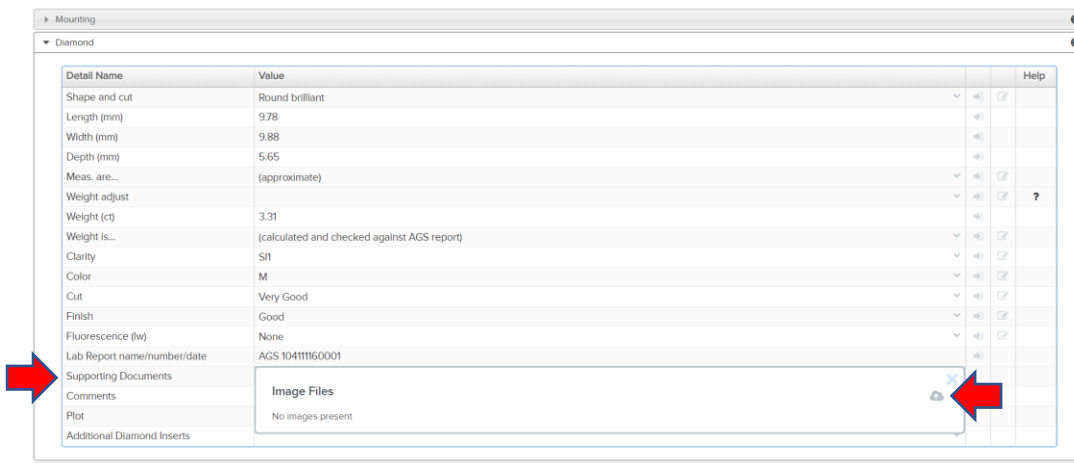 Mounting
Diamond
Detail Name Value Help
Shape and cut Round brilliant
Length (mm) 9.78
Width (mm) 9.88
Depth (mm) 5.65
Meas. are... (approximate)
Weight adjust ?
Weight (ct) 3.31
Weight is... (calculated and checked against AGS report)
Clarity SI1
Color M
Cut Very Good
Finish Good
Fluorescence (lw) None
Lab Report name/number/date AGS 104111160001
Supporting Documents
Image Files
Comments
Plot No images present
Additional Diamond Inserts